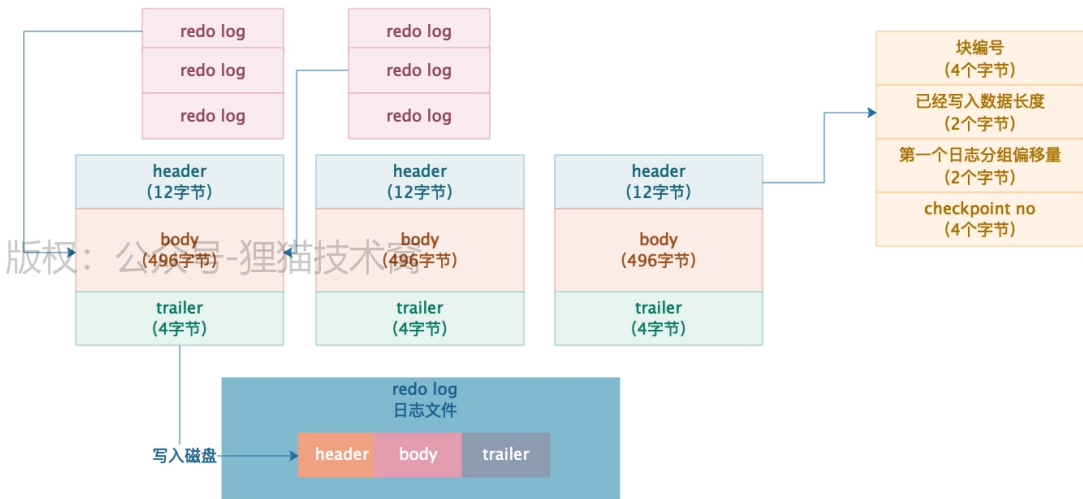 redo log
redo log
redo log
redo log
redo log
redo log
块编号
(4个字节)
已经写入数据长度
(2个字节)
第一个日志分组偏移量
(2个字节)
checkpoint no
(4个字节)
header
(12字节)
body
(496字节)
trailer
(4字节)
header
(12字节)
body
(496字节)
trailer
(4字节)
header
(12字节)
body
(496字节)
trailer
(4字节)
版权：公众号-狸猫技术窝
写入磁盘
redo log
日志文件
header
body
trailer